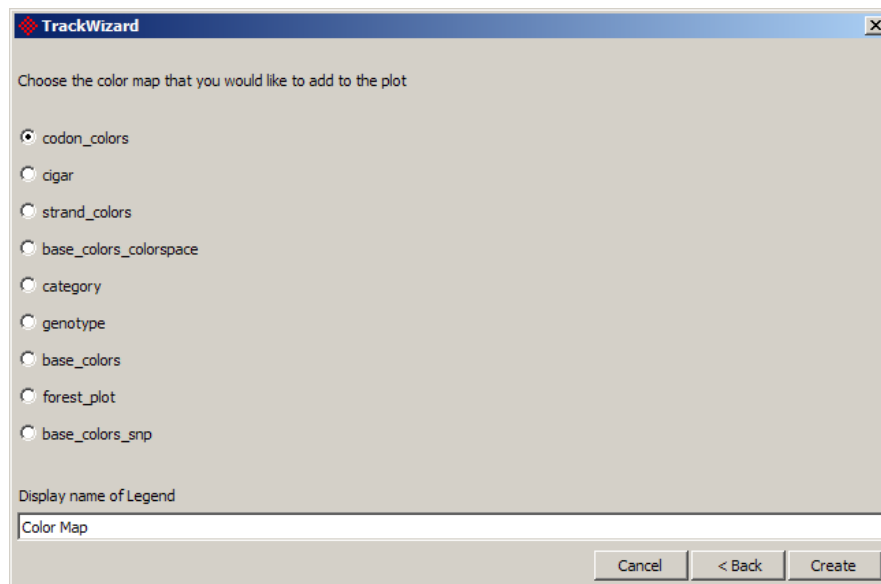 TrackWizard
Choose the color map that you would like to add to the plot
codon_colors
cigar
strand_colors
base_colors_colorspace
category
genotype
base_colors
forest_plot
base_colors_snp
Display name of Legend
Color Map
Cancel < Back Create